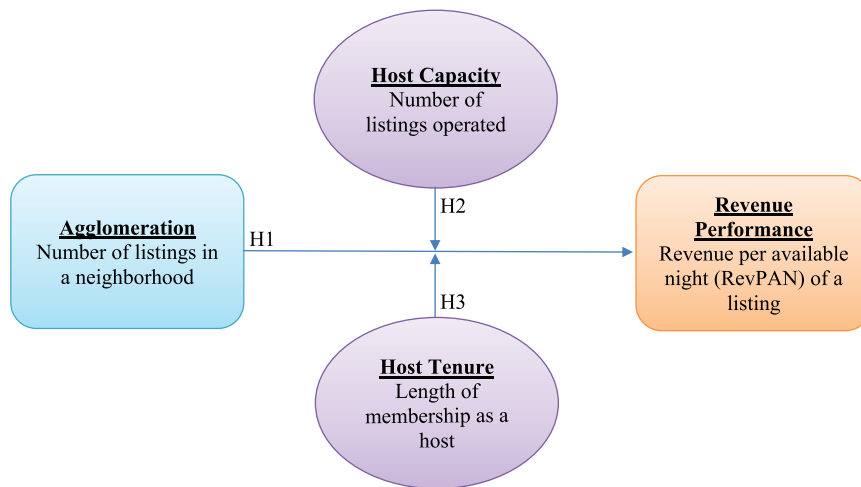 Host Capacity
Number of
listings operated
H2
Agglomeration
Number of listings in
a neighborhood
H1
Revenue
Performance
Revenue per available
night (RevPAN) of a
listing
H3
Host Tenure
Length of
membership as a
host